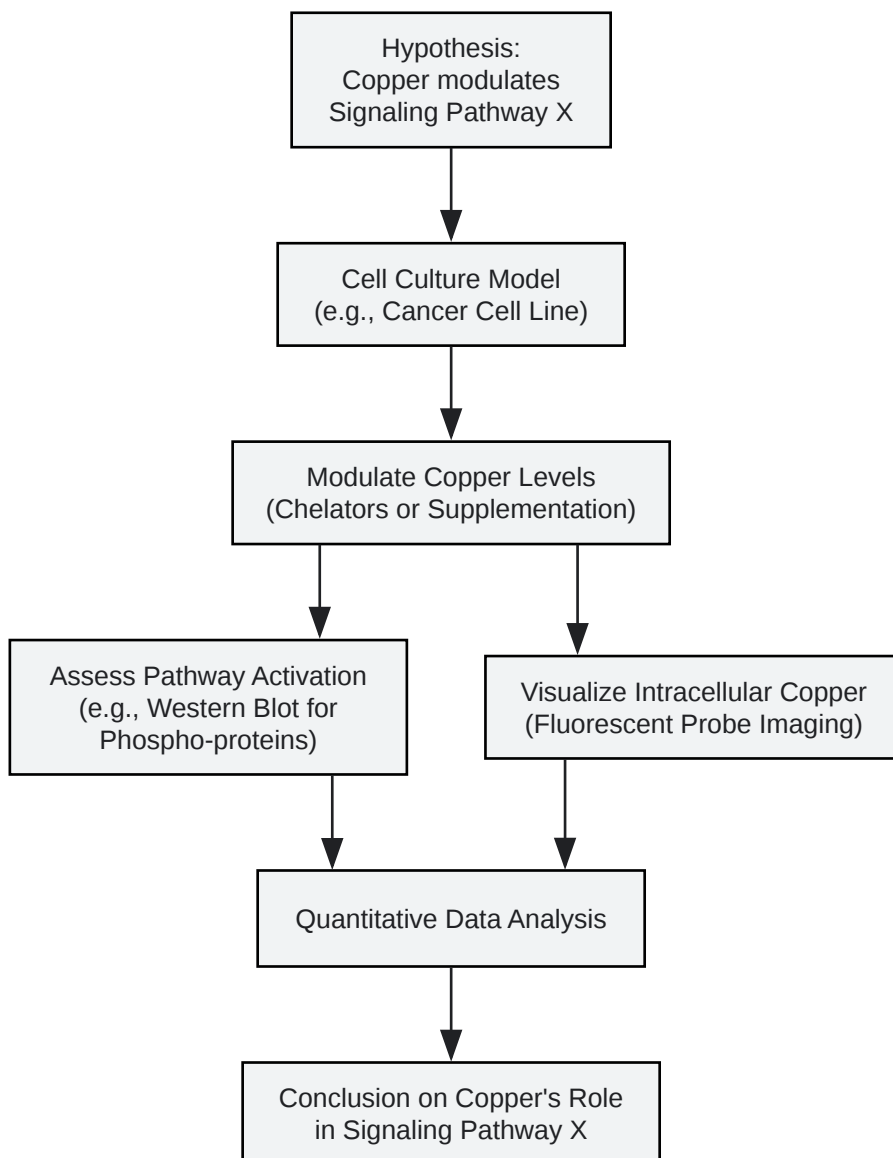 Hypothesis:
Copper modulates
Signaling Pathway X
Cell Culture Model
(e.g., Cancer Cell Line)
Modulate Copper Levels
(Chelators or Supplementation)
Assess Pathway Activation
(e.g., Western Blot for
Phospho-proteins)
Visualize Intracellular Copper
(Fluorescent Probe Imaging)
Quantitative Data Analysis
Conclusion on Copper's Role
in Signaling Pathway X